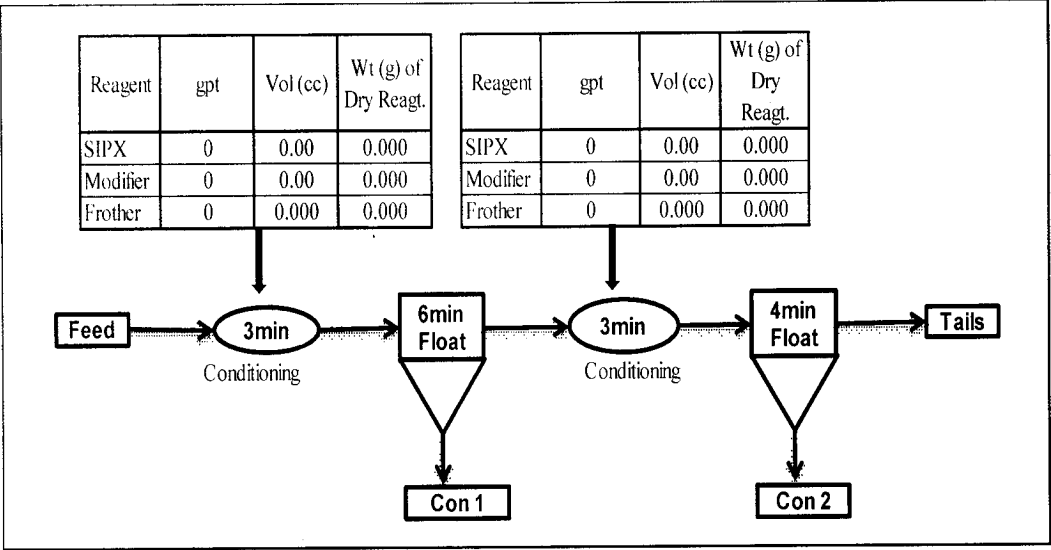 Reagent gpt Vol (cc) Wt (g) of Dry Reagt.
SIPX 0 0.00 0.000
Modifier 0 0.00 0.000
Frother 0 0.000 0.000
Reagent gpt Vol (cc) Wt (g) of Dry Reagt.
SIPX 0 0.00 0.000
Modifier 0 0.00 0.000
Frother 0 0.000 0.000
Feed
3min
Conditioning
6min
Float
3min
Conditioning
4min
Float
Tails
Con 1
Con 2